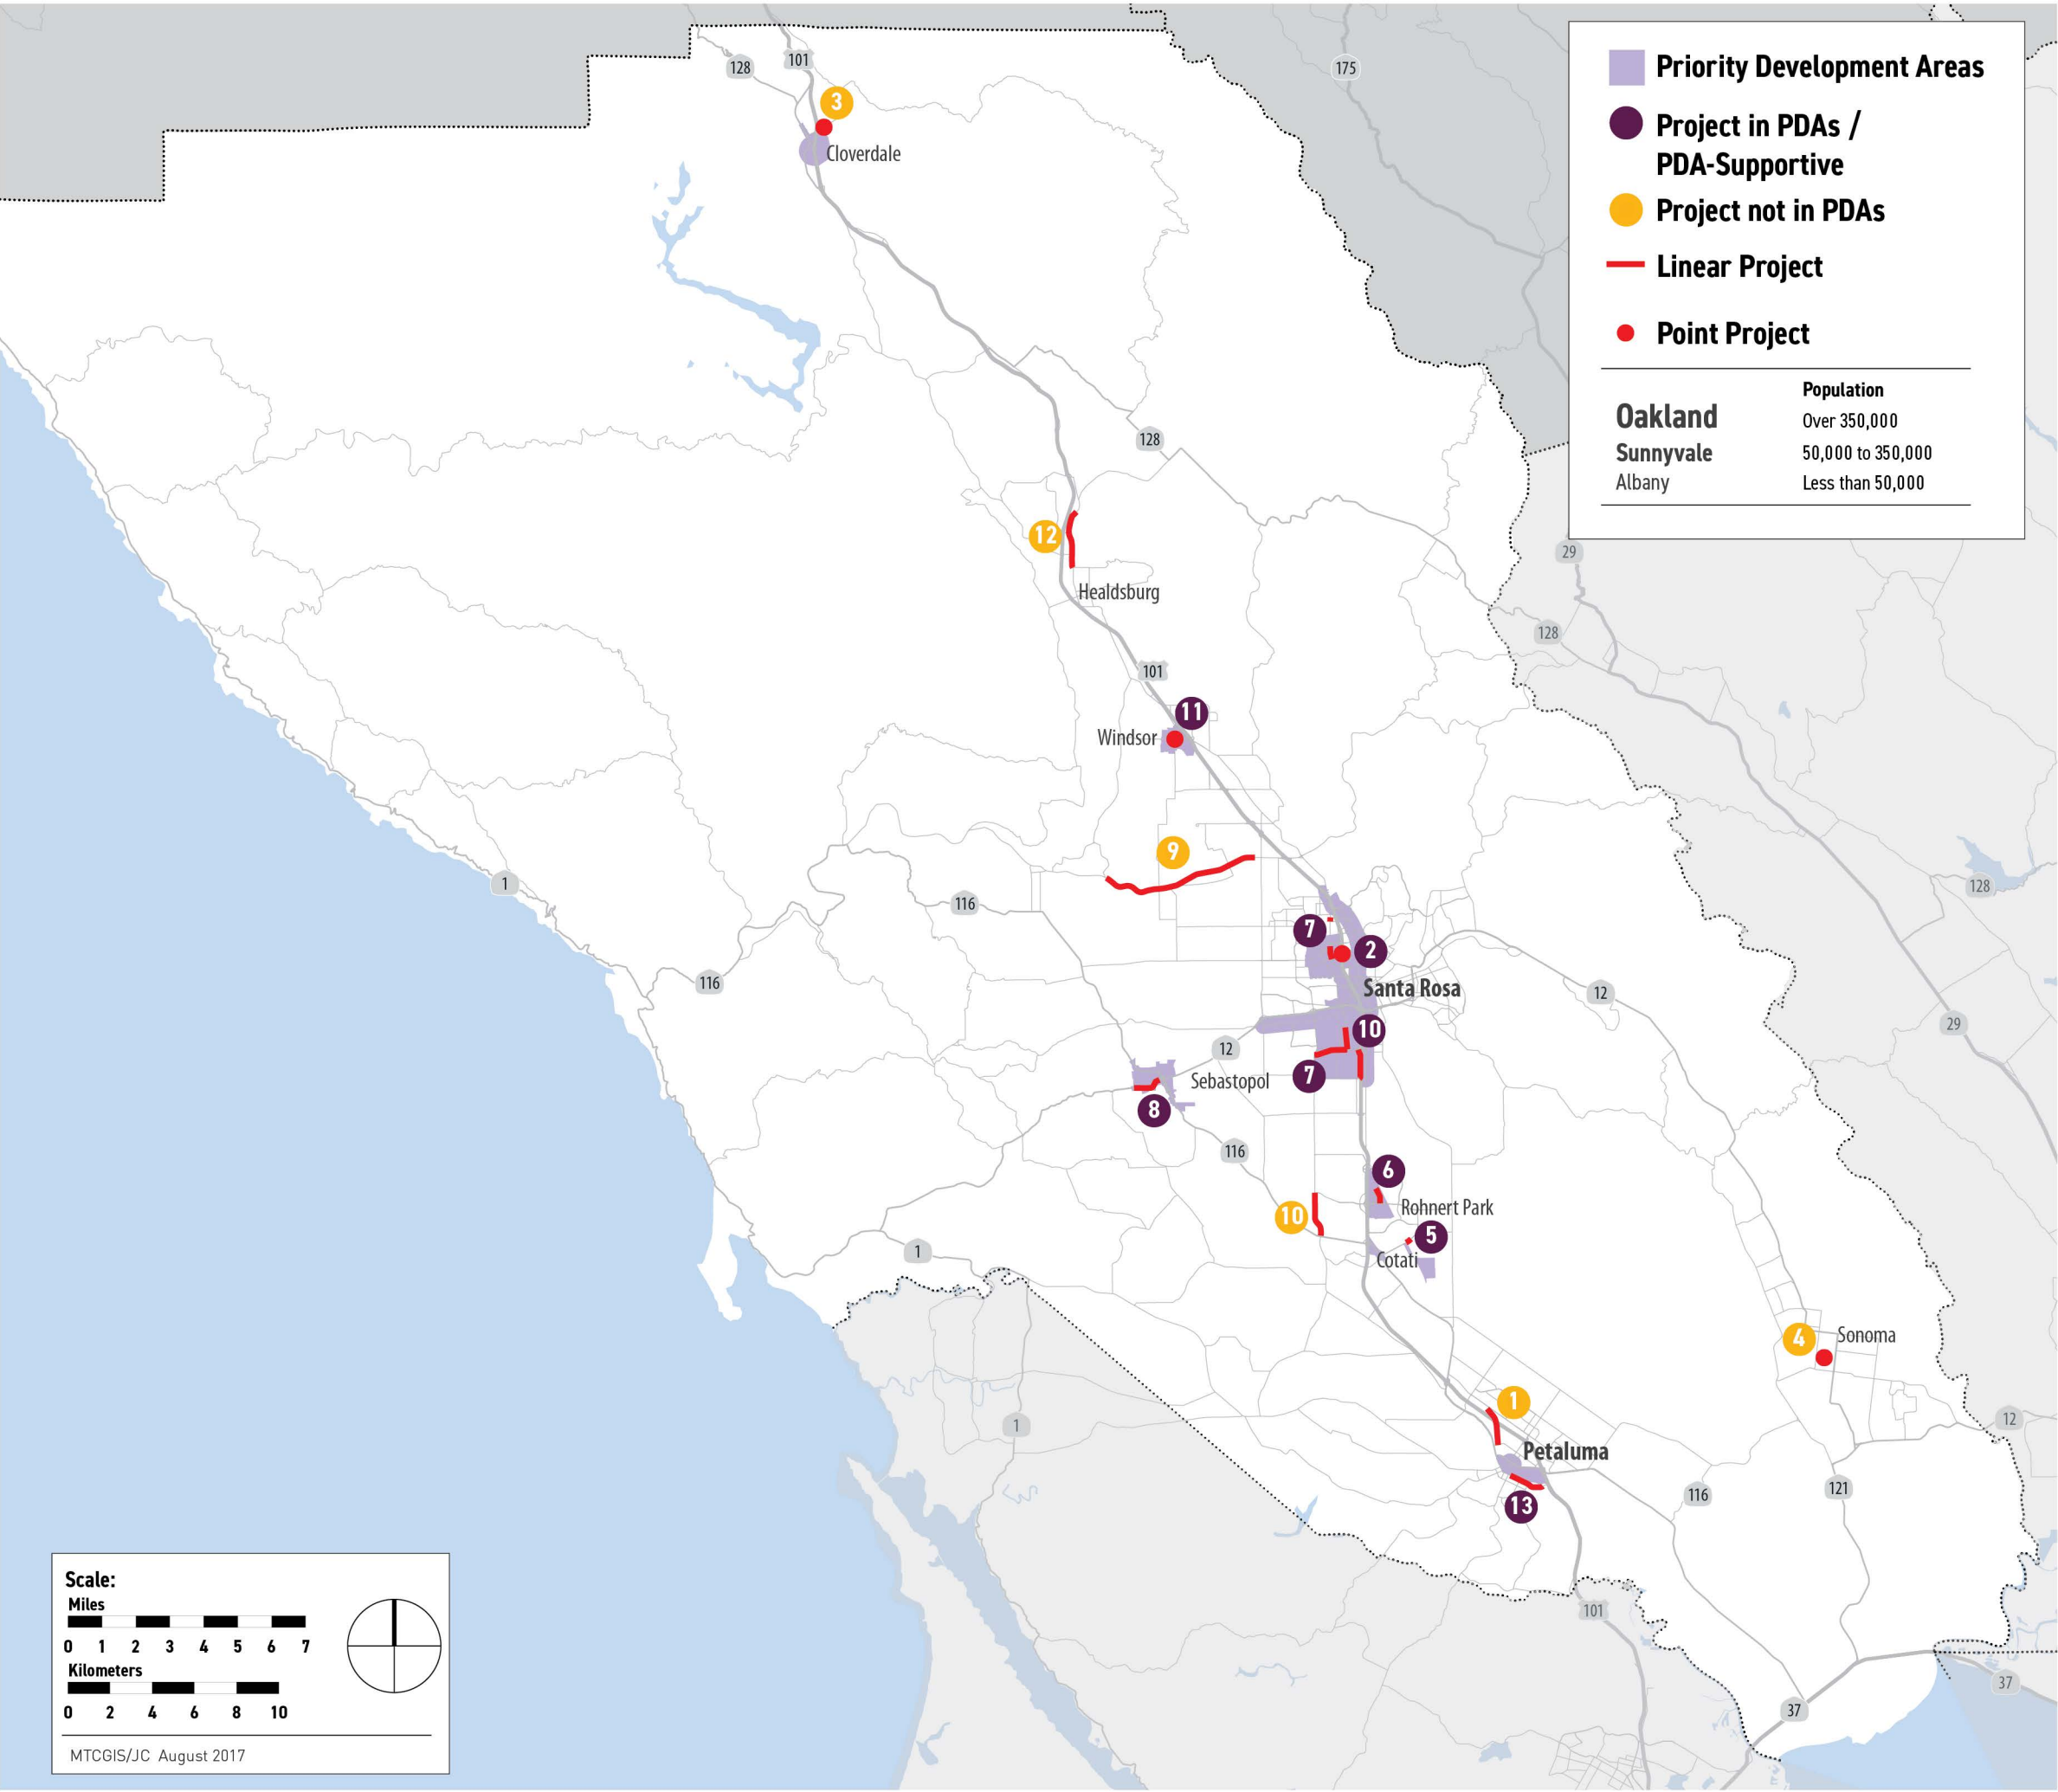 128
101
175
3
Cloverdale
Priority Development Areas
Project in PDAs /
PDA-Supportive
Project not in PDAs
Linear Project
Point Project
Population
Oakland Over 350,000
Sunnyvale 50,000 to 350,000
Albany Less than 50,000
128
12
29
Healdsburg
128
101
11
Windsor
9
1
116
128
7
2
116
Santa Rosa
12
29
10
12
7
Sebastopol
8
116
6
10
Rohnert Park
5
1
Cotati
4
Sonoma
1
1
12
Petaluma
116
121
13
101
37
37
Scale:
Miles
0 1 2 3 4 5 6 7
Kilometers
0 2 4 6 8 10
MTCGIS/JC August 2017